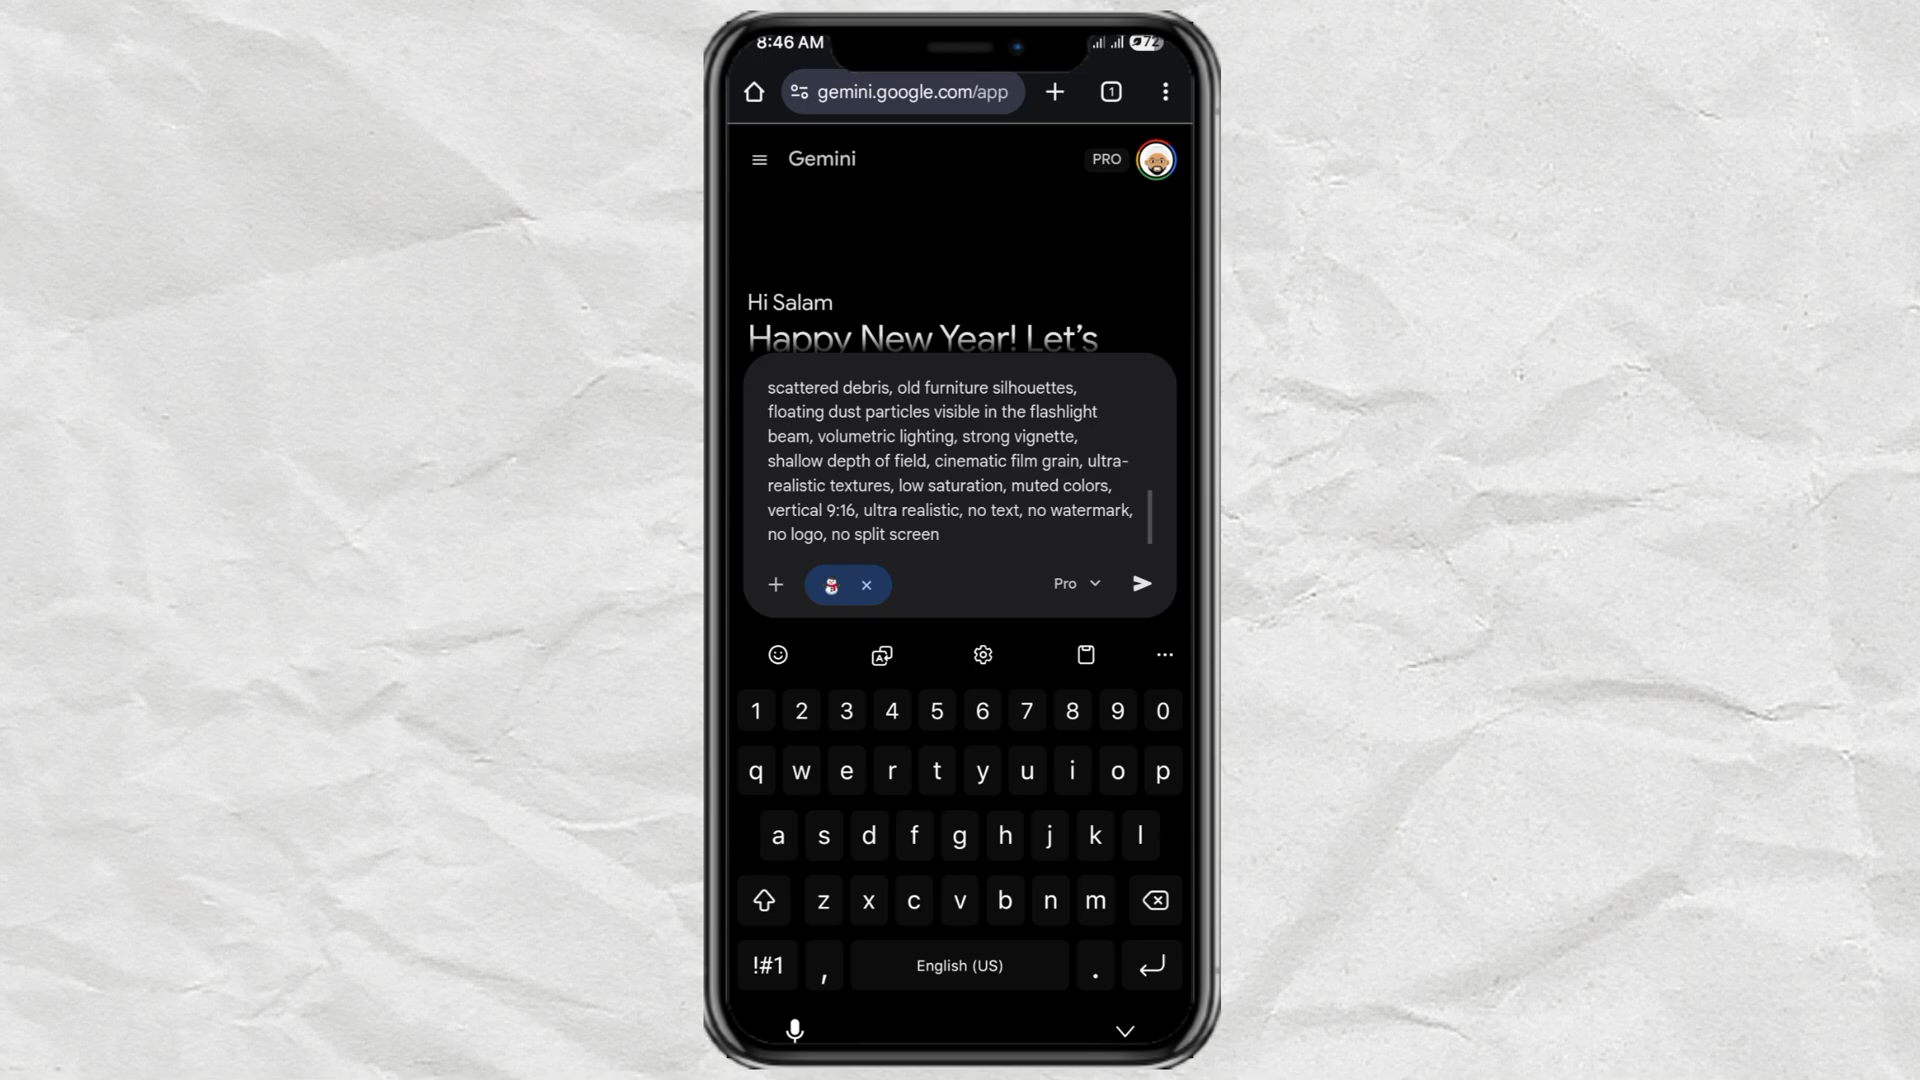 8:46 AM
72
gemini.google.com/app
1
Gemini
PRO
Hi Salam
Happy New Year! Let's
scattered debris, old furniture silhouettes,
floating dust particles visible in the flashlight
beam, volumetric lighting, strong vignette,
shallow depth of field, cinematic film grain, ultra-
realistic textures, low saturation, muted colors,
vertical 9:16, ultra realistic, no text, no watermark,
no logo, no split screen
Pro
1 2 3 4 5 6 7 8 9 0
q w e r t y u i o p
a s d f g h j k l
z x c v b n m
!#1 , English (US) .